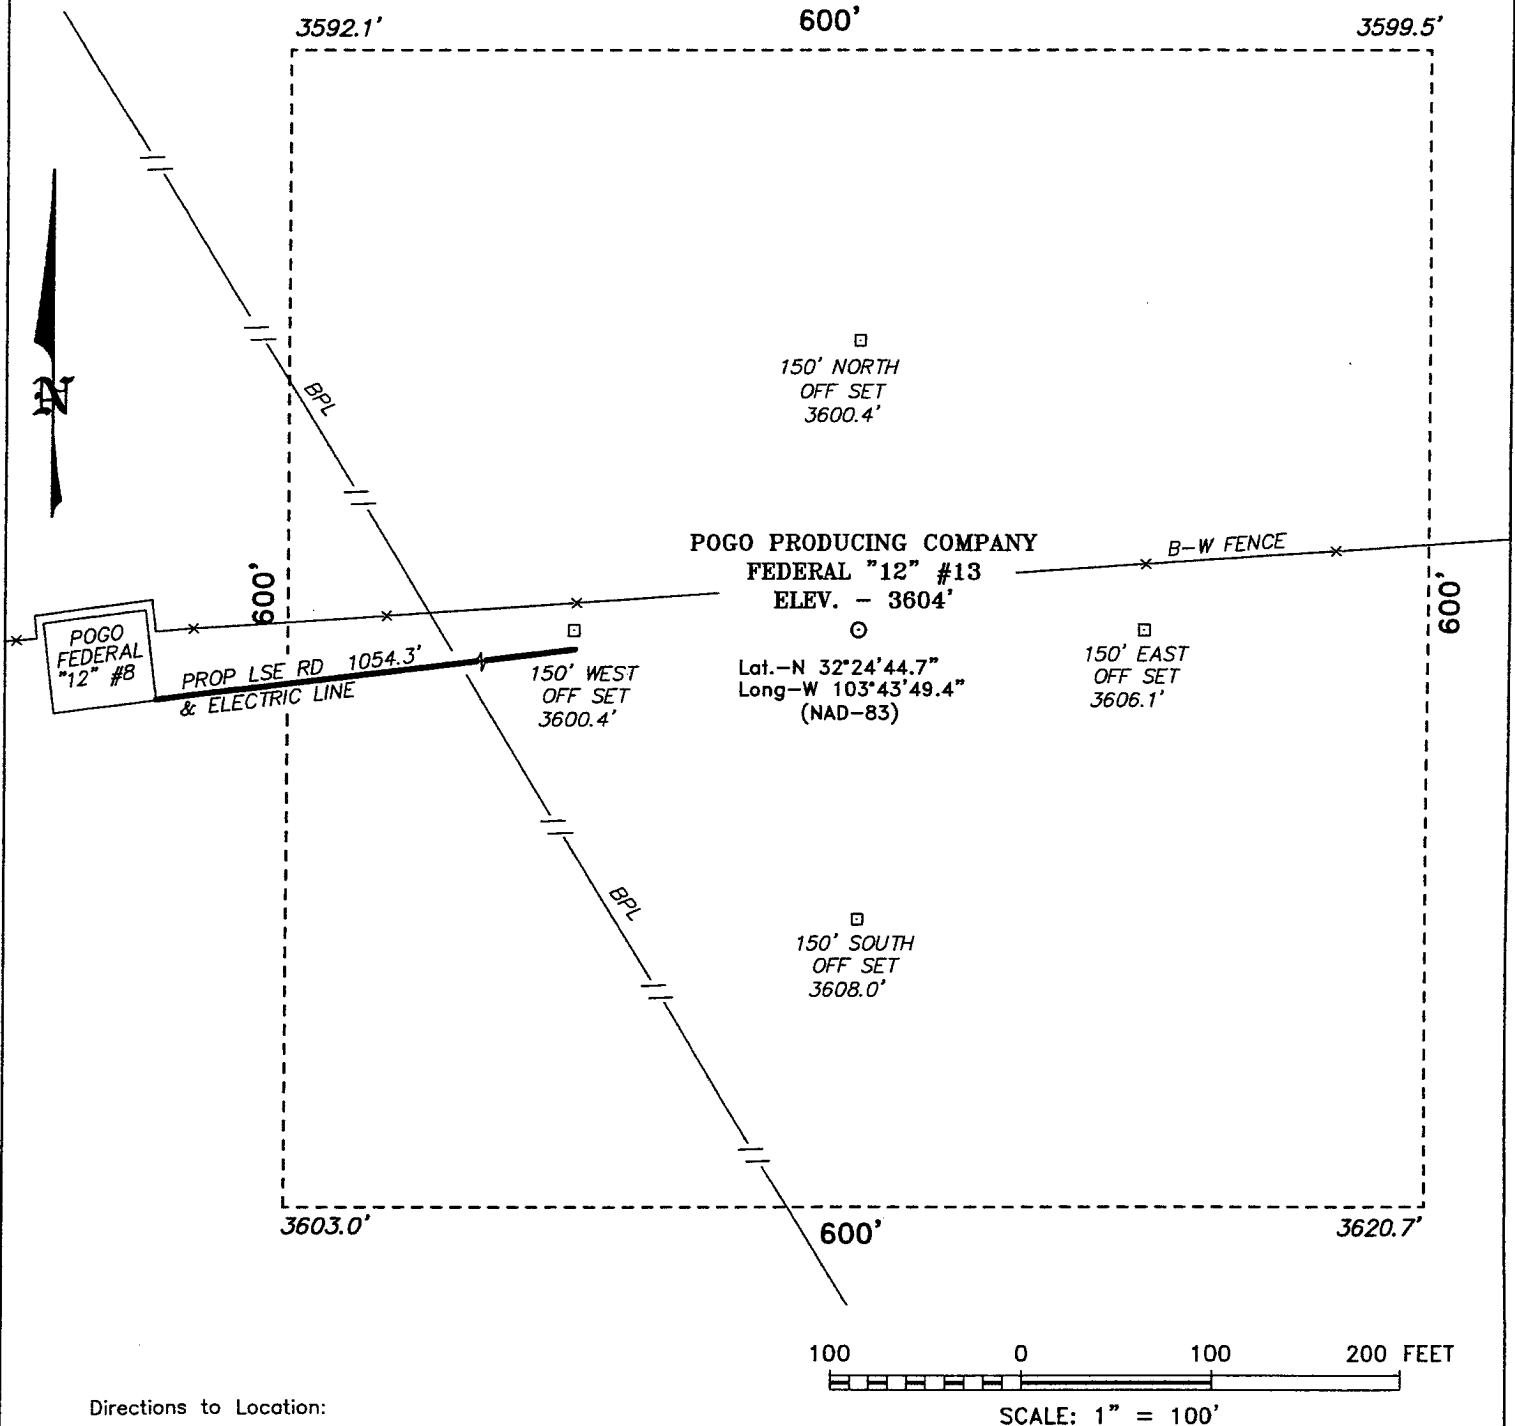 3592.1'
600'
3599.5'
N
BPL
150' NORTH
OFF SET
3600.4'
POGO PRODUCING COMPANY
FEDERAL "12" #13
ELEV. - 3604'
B-W FENCE
600'
600'
POGO
FEDERAL
"12" #8
PROP LSE RD 1054.3'
& ELECTRIC LINE
150' WEST
OFF SET
3600.4'
Lat.-N 32°24'44.7"
Long-W 103°43'49.4"
(NAD-83)
150' EAST
OFF SET
3606.1'
BPL
150' SOUTH
OFF SET
3608.0'
3603.0'
600'
3620.7'
100 0 100 200 FEET
SCALE: 1" = 100'
Directions to Location: